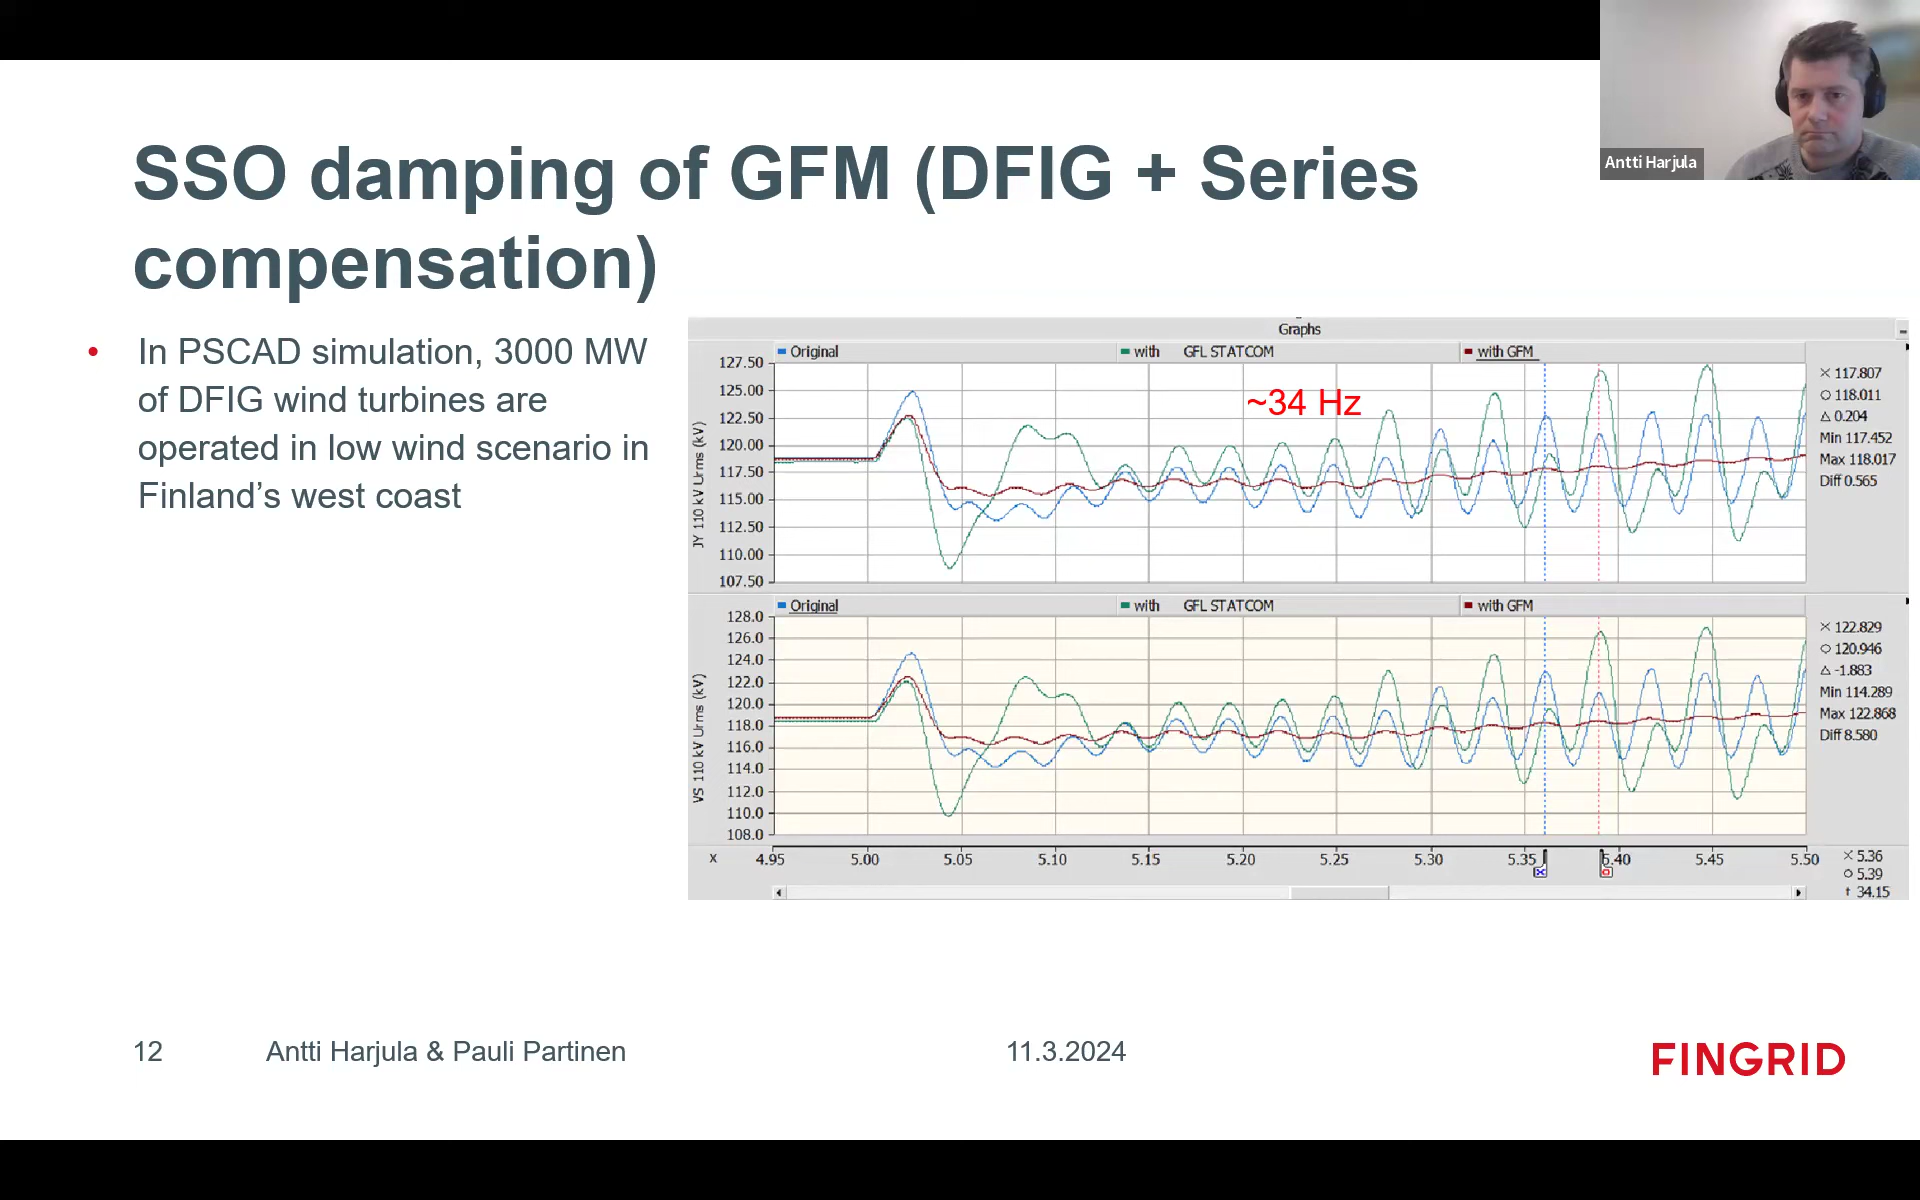 Antti Harjula
SSO damping of GFM (DFIG + Series
compensation)
• In PSCAD simulation, 3000 MW
of DFIG wind turbines are
operated in low wind scenario in
Finland’s west coast
Graphs
Original with GFL STATCOM with GFM
~34 Hz
JY 110 kV Urms (kV)
127.50
125.00
122.50
120.00
117.50
115.00
112.50
110.00
107.50
× 117.807
○ 118.011
Δ 0.204
Min 117.452
Max 118.017
Diff 0.565
Original with GFL STATCOM with GFM
VS 110 kV Urms (kV)
128.0
126.0
124.0
122.0
120.0
118.0
116.0
114.0
112.0
110.0
108.0
× 122.829
○ 120.946
Δ -1.883
Min 114.289
Max 122.868
Diff 8.580
x 4.95 5.00 5.05 5.10 5.15 5.20 5.25 5.30 5.35 5.40 5.45 5.50
× 5.36
○ 5.39
f 34.15
12 Antti Harjula & Pauli Partinen 11.3.2024
FINGRID